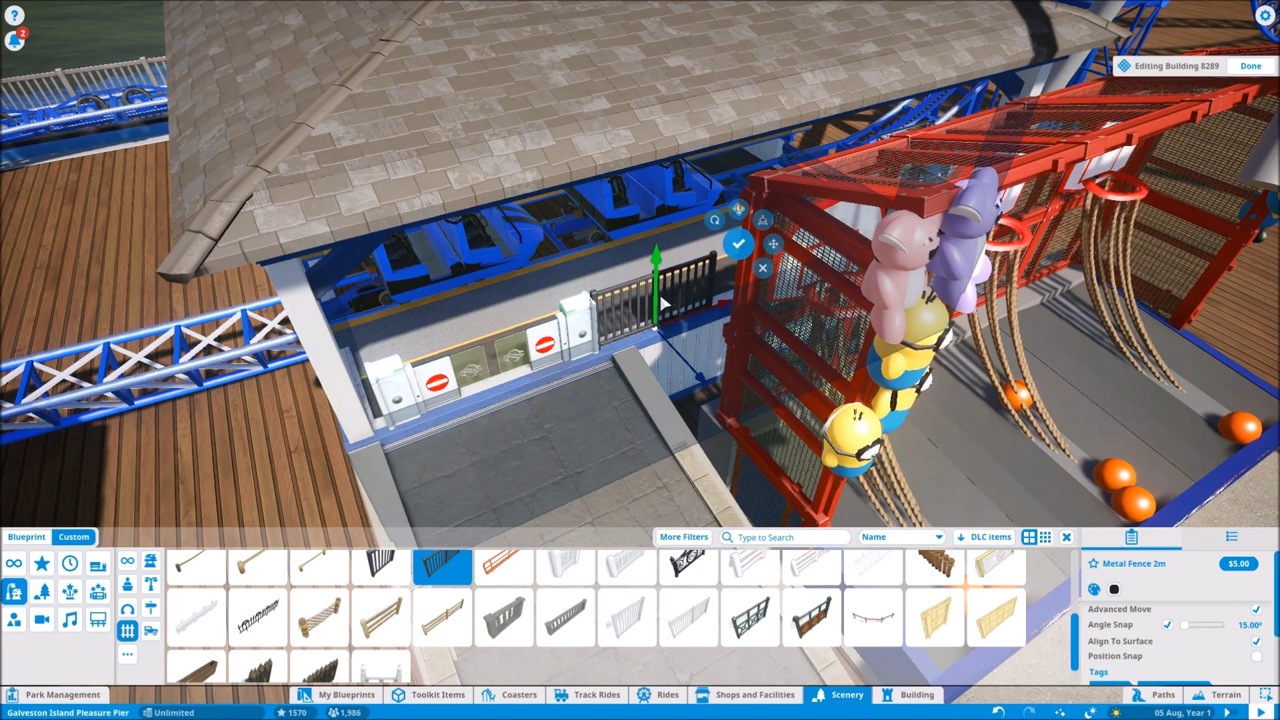 2
Editing Building 8289 Done
Blueprint Custom
More Filters Type to Search Name DLC items
Metal Fence 2m $5.00
Advanced Move
Angle Snap 15.00°
Align To Surface
Position Snap
Tags
Park Management My Blueprints Toolkit Items Coasters Track Rides Rides Shops and Facilities Scenery Building Paths Terrain
Galveston Island Pleasure Pier Unlimited 1570 1,986 05 Aug, Year 1